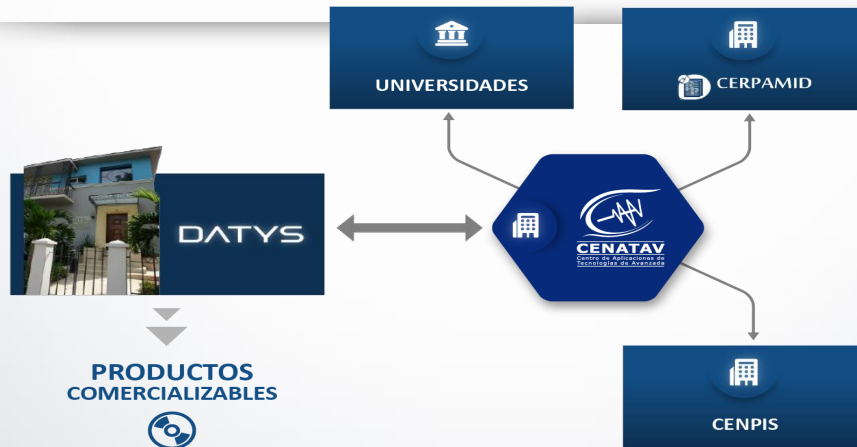 UNIVERSIDADES
CERPAMID
DATYS
CENATAV
Centro de Aplicaciones de
Tecnologías de Avanzada
PRODUCTOS
COMERCIALIZABLES
CENPIS